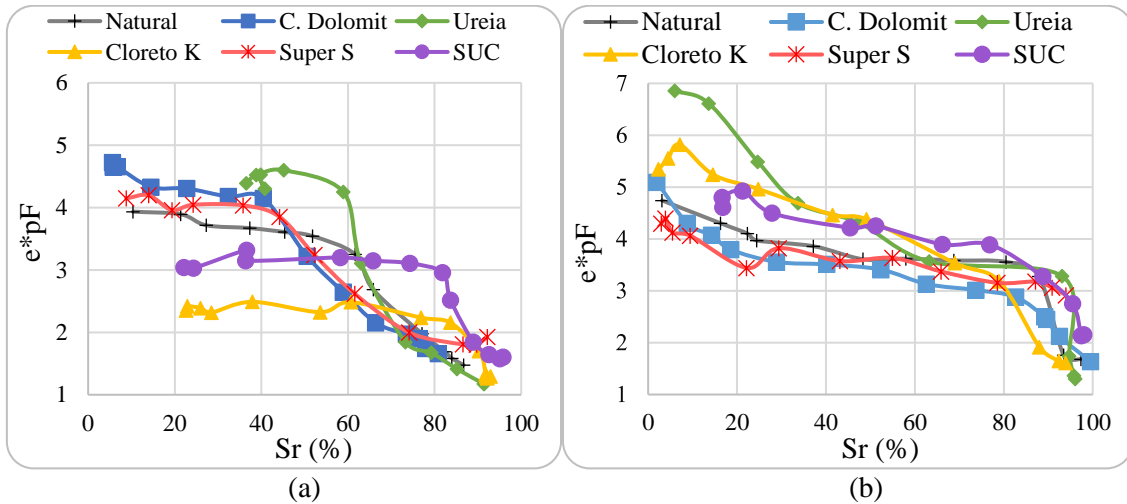 Natural C. Dolomit Ureia
Cloreto K Super S SUC
6
5
4
3
2
1
e*pF
0 20 40 60 80 100
Sr (%)
(a)
Natural C. Dolomit Ureia
Cloreto K Super S SUC
7
6
5
4
3
2
1
e*pF
0 20 40 60 80 100
Sr (%)
(b)